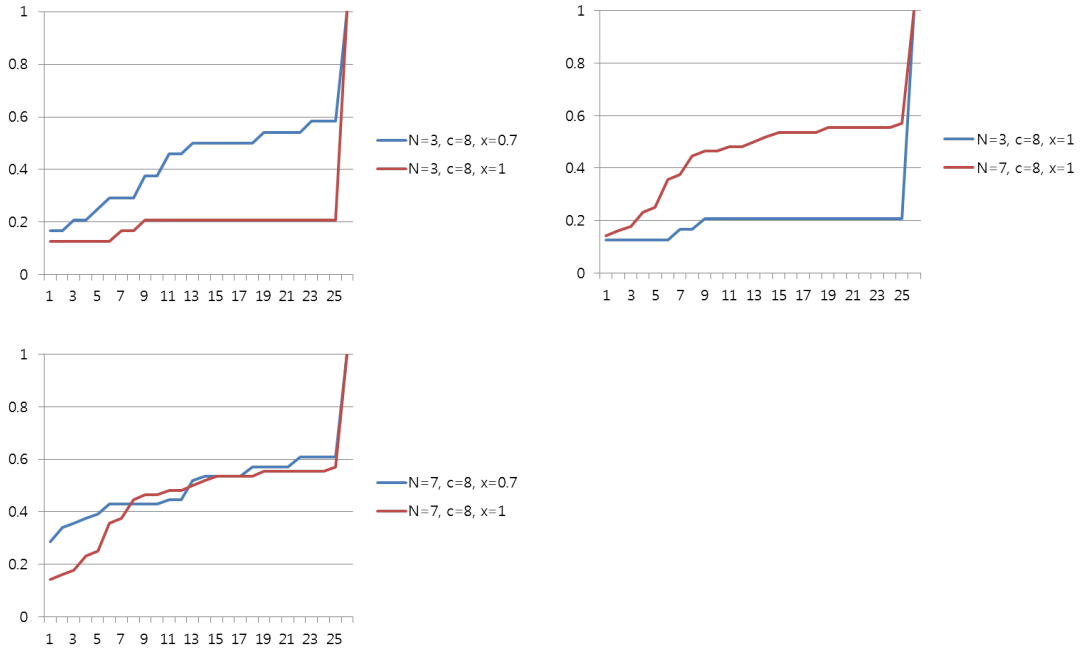 1
0.8
0.6
0.4
0.2
0
1 3 5 7 9 11 13 15 17 19 21 23 25
N=3, c=8, x=0.7
N=3, c=8, x=1
1
0.8
0.6
0.4
0.2
0
1 3 5 7 9 11 13 15 17 19 21 23 25
N=3, c=8, x=1
N=7, c=8, x=1
1
0.8
0.6
0.4
0.2
0
1 3 5 7 9 11 13 15 17 19 21 23 25
N=7, c=8, x=0.7
N=7, c=8, x=1